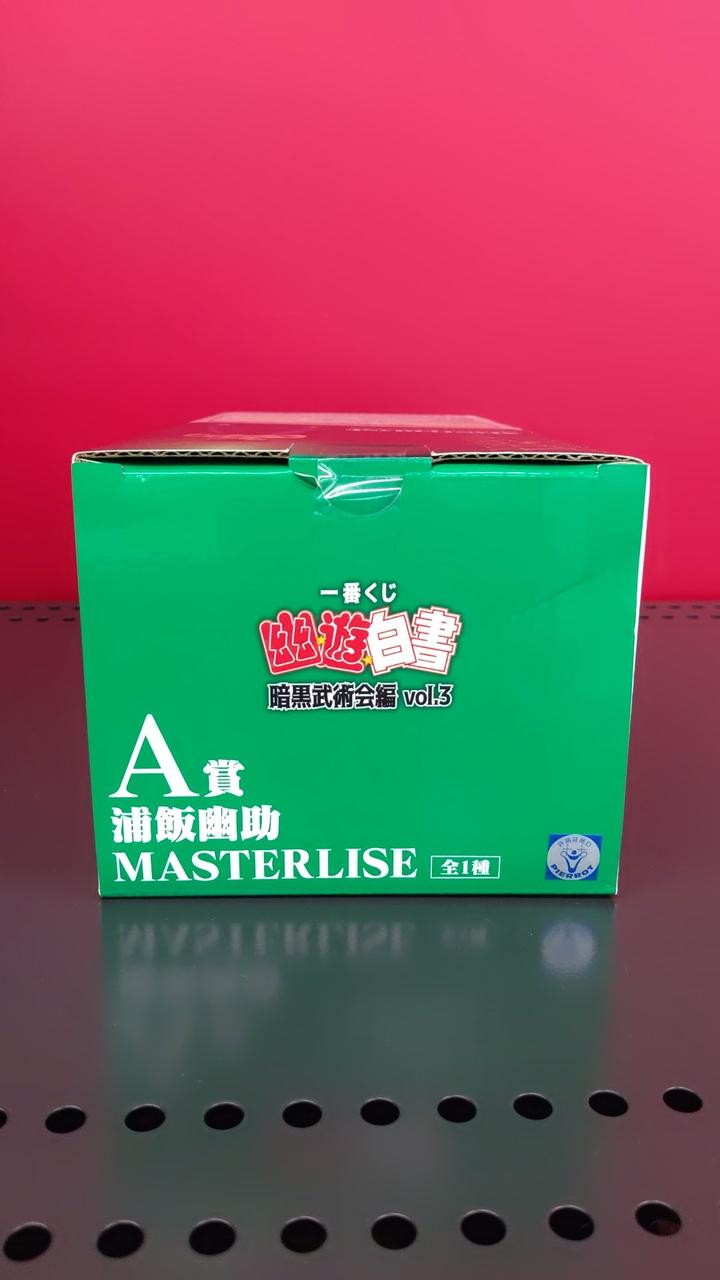 一番くじ
幽☆遊☆白書
暗黒武術会編 vol.3
A賞
浦飯幽助
MASTERLISE 全1種
PIERROT